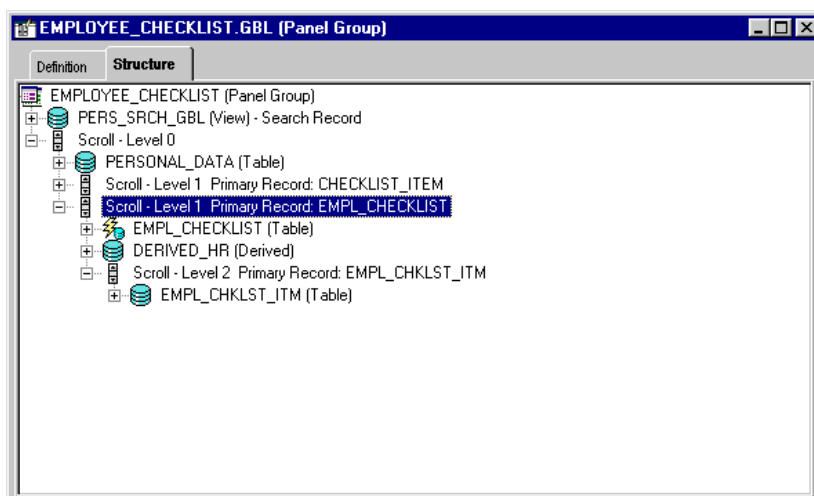 EMPLOYEE_CHECKLIST.GBL (Panel Group)
Definition Structure
EMPLOYEE_CHECKLIST (Panel Group)
PERS_SRCH_GBL (View) - Search Record
Scroll - Level 0
PERSONAL_DATA (Table)
Scroll - Level 1 Primary Record: CHECKLIST_ITEM
Scroll - Level 1 Primary Record: EMPL_CHECKLIST
EMPL_CHECKLIST (Table)
DERIVED_HR (Derived)
Scroll - Level 2 Primary Record: EMPL_CHKLST_ITM
EMPL_CHKLST_ITM (Table)